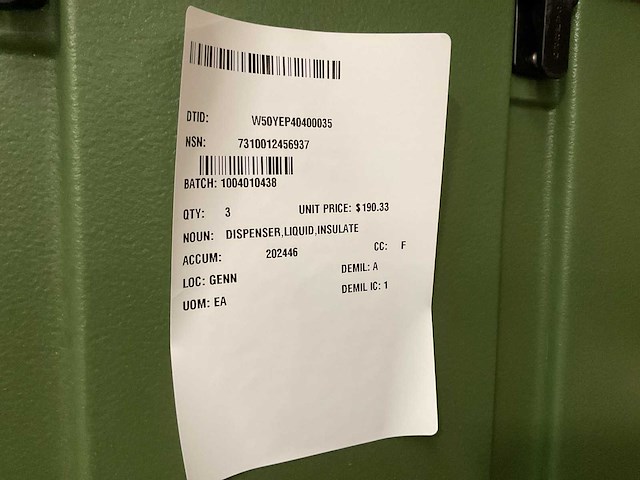 DTID: W50YEP40400035
NSN: 7310012456937
BATCH: 1004010438
QTY: 3 UNIT PRICE: $190.33
NOUN: DISPENSER,LIQUID,INSULATE
ACCUM: 202446 CC: F
LOC: GENN DEMIL: A
UOM: EA DEMIL IC: 1